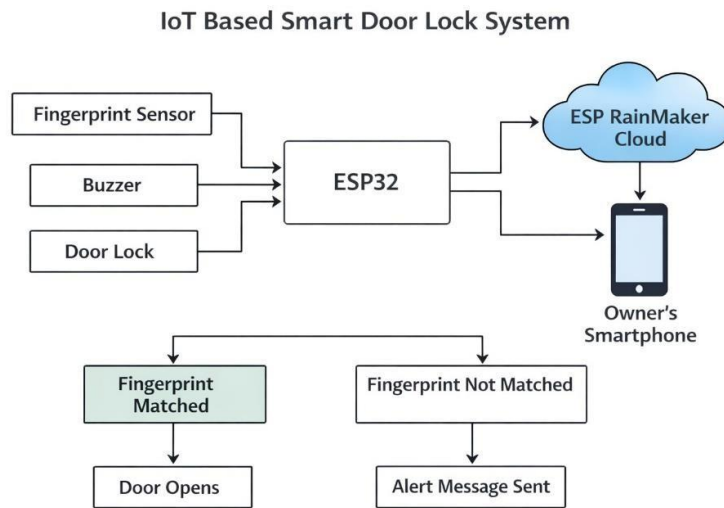 IoT Based Smart Door Lock System
Fingerprint Sensor
Buzzer
Door Lock
ESP32
ESP RainMaker
Cloud
Owner's
Smartphone
Fingerprint
Matched
Fingerprint Not Matched
Door Opens
Alert Message Sent